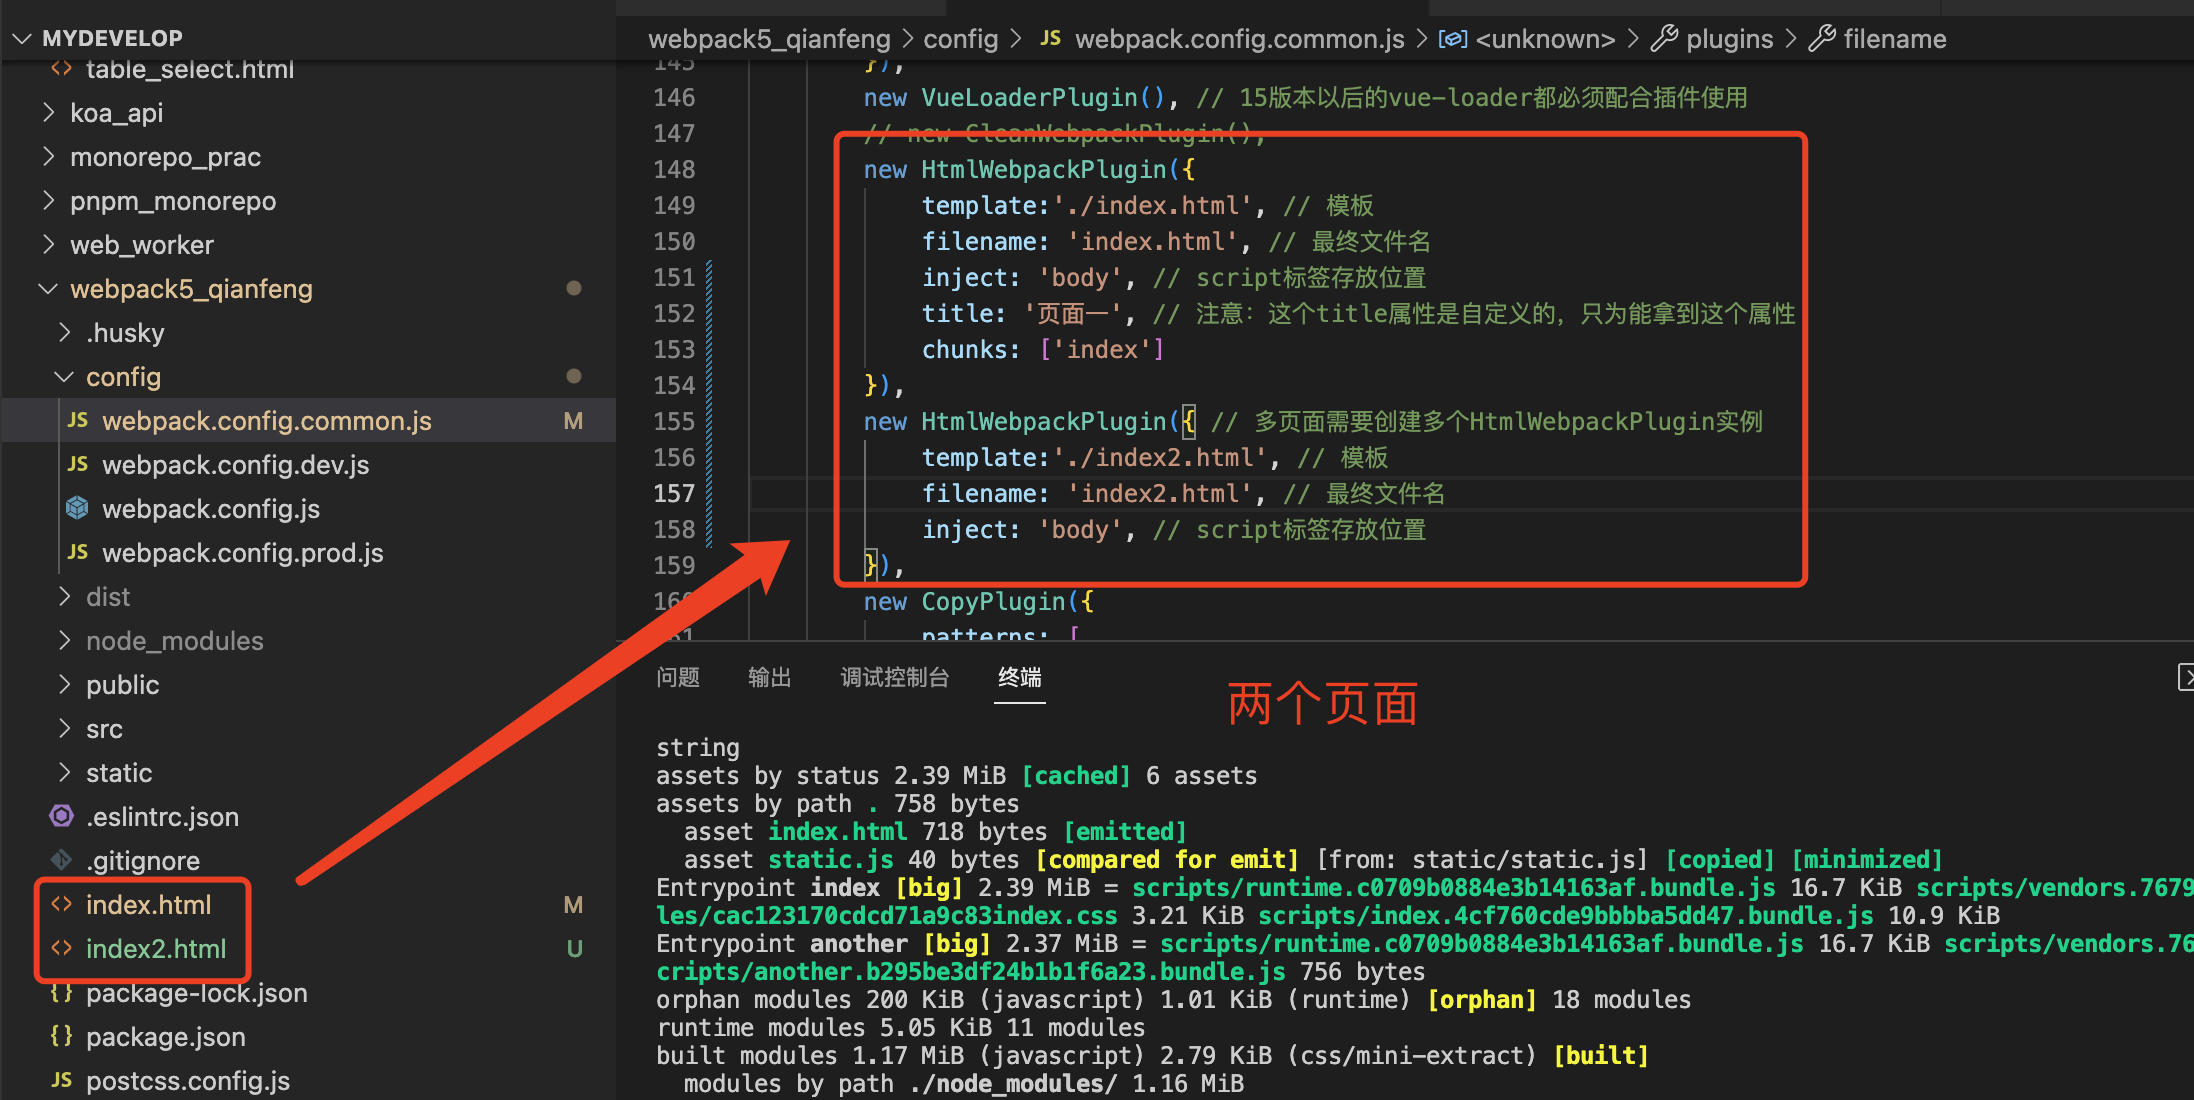 MYDEVELOP
table_select.html
koa_api
monorepo_prac
pnpm_monorepo
web_worker
webpack5_qianfeng
.husky
config
JS webpack.config.common.js M
JS webpack.config.dev.js
webpack.config.js
JS webpack.config.prod.js
dist
node_modules
public
src
static
.eslintrc.json
.gitignore
<> index.html M
<> index2.html U
{} package-lock.json
{} package.json
JS postcss.config.js
webpack5_qianfeng > config > JS webpack.config.common.js > <unknown> > plugins > filename
145 }),
146 new VueLoaderPlugin(), // 15版本以后的vue-loader都必须配合插件使用
147 // new CleanWebpackPlugin(),
148 new HtmlWebpackPlugin({
149 template:'./index.html', // 模板
150 filename: 'index.html', // 最终文件名
151 inject: 'body', // script标签存放位置
152 title: '页面一', // 注意：这个title属性是自定义的，只为能拿到这个属性
153 chunks: ['index']
154 }),
155 new HtmlWebpackPlugin({ // 多页面需要创建多个HtmlWebpackPlugin实例
156 template:'./index2.html', // 模板
157 filename: 'index2.html', // 最终文件名
158 inject: 'body', // script标签存放位置
159 }),
160 new CopyPlugin({
161 patterns: [
问题 输出 调试控制台 终端
两个页面
string
assets by status 2.39 MiB [cached] 6 assets
assets by path . 758 bytes
asset index.html 718 bytes [emitted]
asset static.js 40 bytes [compared for emit] [from: static/static.js] [copied] [minimized]
Entrypoint index [big] 2.39 MiB = scripts/runtime.c0709b0884e3b14163af.bundle.js 16.7 KiB scripts/vendors.7679
les/cac123170cdcd71a9c83index.css 3.21 KiB scripts/index.4cf760cde9bbbba5dd47.bundle.js 10.9 KiB
Entrypoint another [big] 2.37 MiB = scripts/runtime.c0709b0884e3b14163af.bundle.js 16.7 KiB scripts/vendors.76
cripts/another.b295be3df24b1b1f6a23.bundle.js 756 bytes
orphan modules 200 KiB (javascript) 1.01 KiB (runtime) [orphan] 18 modules
runtime modules 5.05 KiB 11 modules
built modules 1.17 MiB (javascript) 2.79 KiB (css/mini-extract) [built]
modules by path ./node_modules/ 1.16 MiB